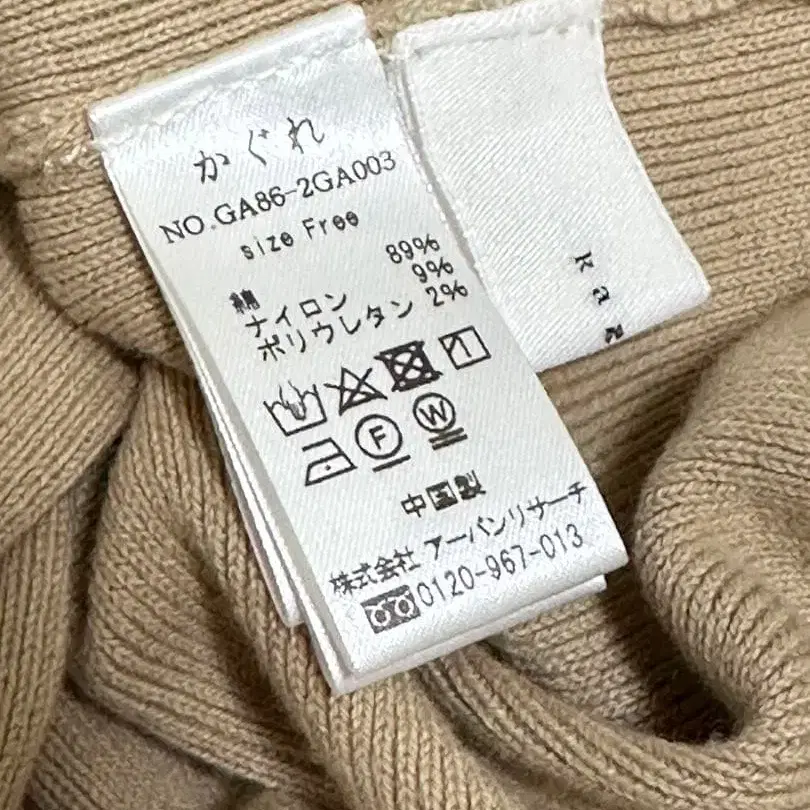 かぐれ
NO.GA86-2GA003
size Free
綿 89%
ナイロン 9%
ポリウレタン 2%
F
W
中国製
株式会社 アーバンリサーチ
0120-967-013